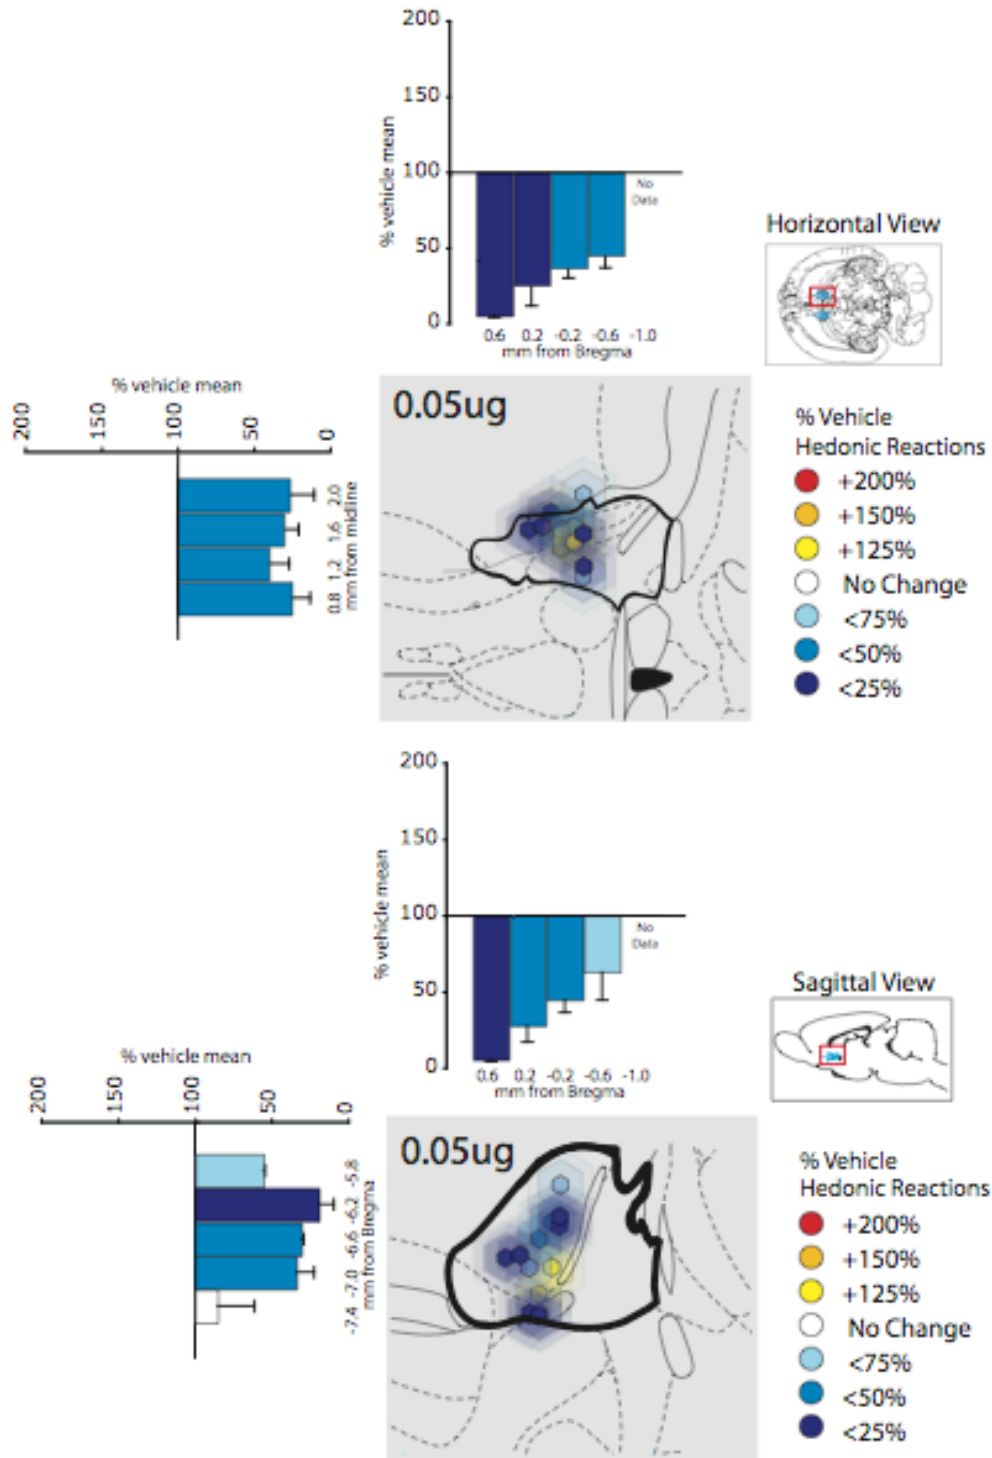 200
150
100
50
0
% vehicle mean
No
Data
0.6 0.2 -0.2 -0.6 -1.0
mm from Bregma
Horizontal View
% vehicle mean
200 150 100 50 0
2.0
1.6
1.2
0.8
mm from midline
0.05ug
% Vehicle
Hedonic Reactions
+200%
+150%
+125%
No Change
<75%
<50%
<25%
200
150
100
50
0
% vehicle mean
No
Data
0.6 0.2 -0.2 -0.6 -1.0
mm from Bregma
Sagittal View
% vehicle mean
200 150 100 50 0
-5.8
-6.2
-6.6
-7.0
-7.4
mm from Bregma
0.05ug
% Vehicle
Hedonic Reactions
+200%
+150%
+125%
No Change
<75%
<50%
<25%